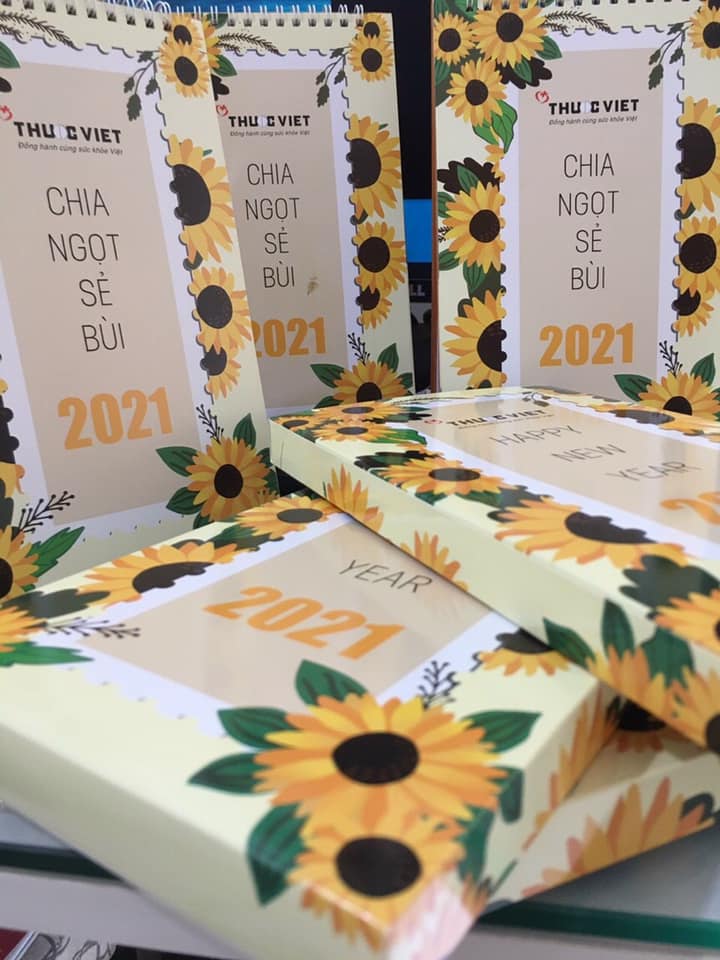 THUOC VIET
Đồng hành cùng sức khỏe Việt
CHIA
NGỌT
SẺ
BÙI
2021
THUOC VIET
Đồng hành cùng sức khỏe Việt
CHIA
NGỌT
SẺ
BÙI
2021
THUOC VIET
Đồng hành cùng sức khỏe Việt
CHIA
NGỌT
SẺ
BÙI
2021
THUOC VIET
HAPPY
NEW
YEAR
YEAR
2021